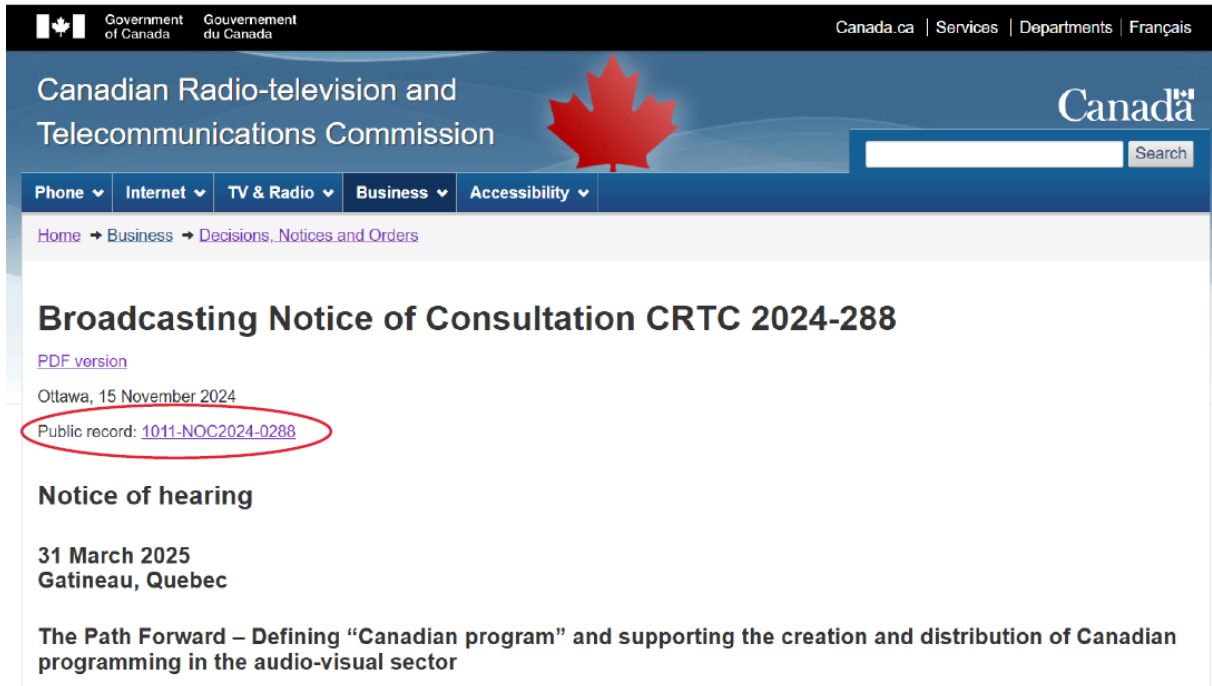 Government of Canada
Gouvernement du Canada
Canada.ca | Services | Departments | Français
Canadian Radio-television and
Telecommunications Commission
Canada
Search
Phone
Internet
TV & Radio
Business
Accessibility
Home → Business → Decisions, Notices and Orders
Broadcasting Notice of Consultation CRTC 2024-288
PDF version
Ottawa, 15 November 2024
Public record: 1011-NOC2024-0288
Notice of hearing
31 March 2025
Gatineau, Quebec
The Path Forward – Defining “Canadian program” and supporting the creation and distribution of Canadian
programming in the audio-visual sector